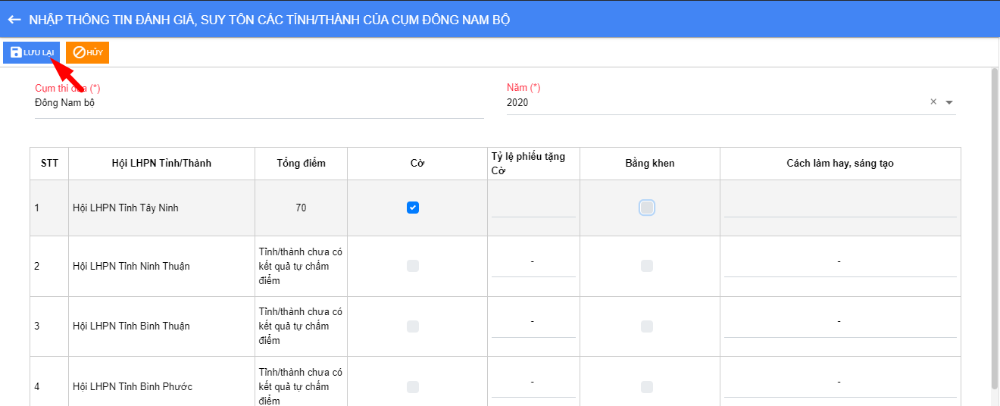 NHẬP THÔNG TIN ĐÁNH GIÁ, SUY TÔN CÁC TỈNH/THÀNH CỦA CỤM ĐÔNG NAM BỘ
LƯU LẠI HỦY
Cụm thi đua (*) Năm (*)
Đông Nam bộ 2020
STT Hội LHPN Tỉnh/Thành Tổng điểm Cờ Tỷ lệ phiếu tặng Cờ Bằng khen Cách làm hay, sáng tạo
1 Hội LHPN Tỉnh Tây Ninh 70
2 Hội LHPN Tỉnh Ninh Thuận Tỉnh/thành chưa có kết quả tự chấm điểm - -
3 Hội LHPN Tỉnh Bình Thuận Tỉnh/thành chưa có kết quả tự chấm điểm - -
4 Hội LHPN Tỉnh Bình Phước Tỉnh/thành chưa có kết quả tự chấm điểm - -